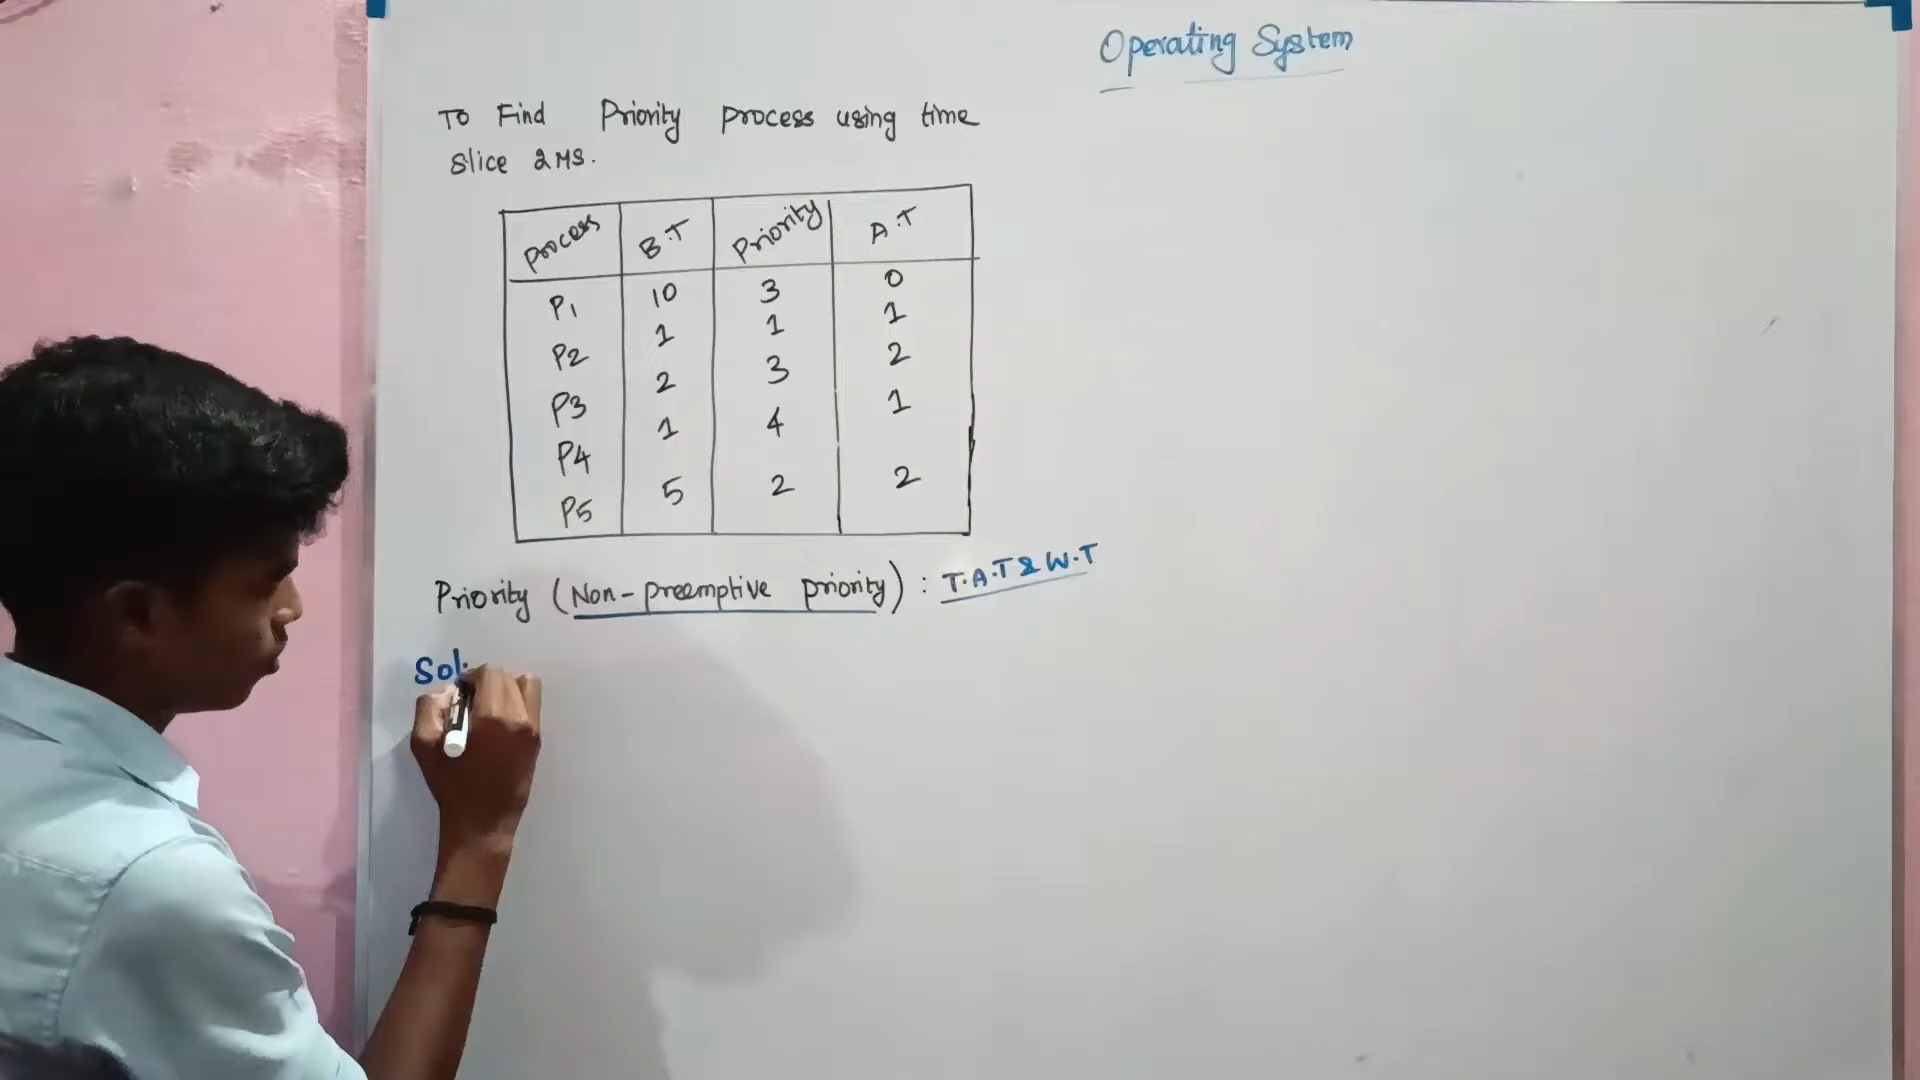 Operating System
To Find Priority process using time
slice 2MS.
Process B.T Priority A.T
P1 10 3 0
P2 1 1 1
P3 2 3 2
P4 1 4 1
P5 5 2 2
Priority (Non-preemptive priority) : T.A.T & W.T
Sol